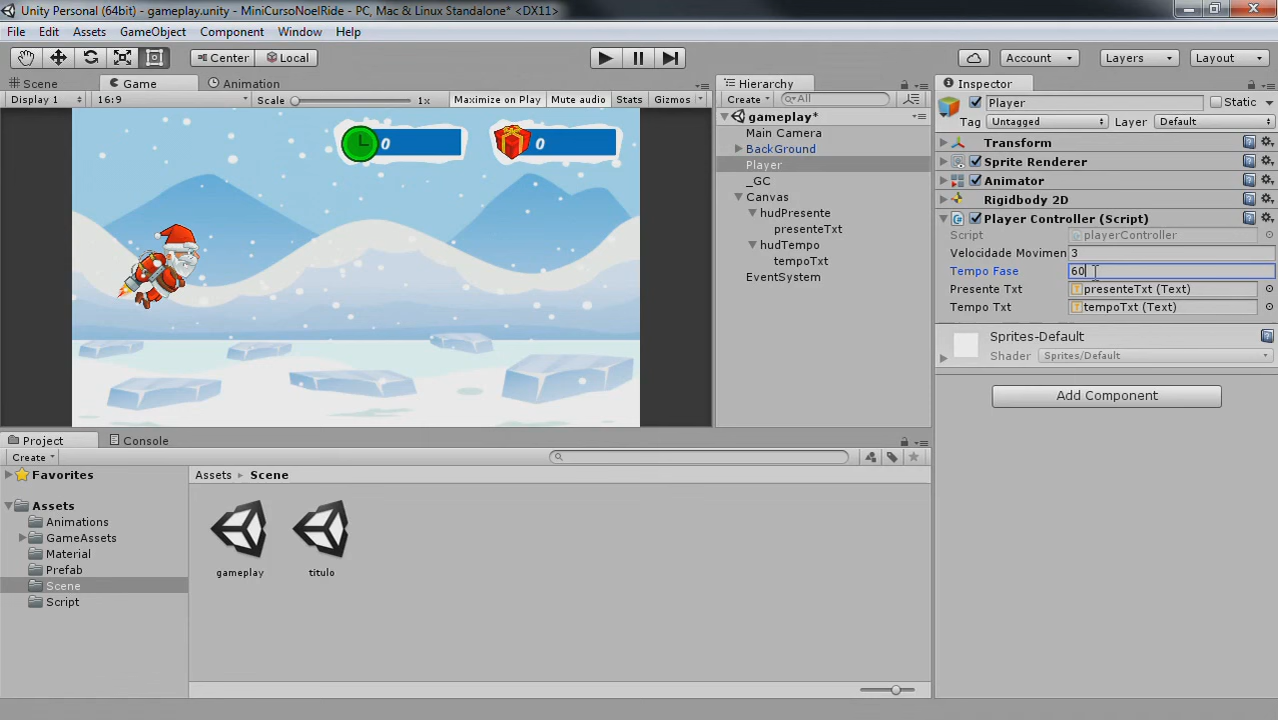 Unity Personal (64bit) - gameplay.unity - MiniCursoNoelRide - PC, Mac & Linux Standalone* <DX11>
File Edit Assets GameObject Component Window Help
Center Local Account Layers Layout
Scene Game Animation Hierarchy Inspector
Display 1 16:9 Scale 1x Maximize on Play Mute audio Stats Gizmos
Create All
gameplay*
Main Camera
BackGround
Player
_GC
Canvas
hudPresente
presenteTxt
hudTempo
tempoTxt
EventSystem
0 0
Player Static
Tag Untagged Layer Default
Transform
Sprite Renderer
Animator
Rigidbody 2D
Player Controller (Script)
Script playerController
Velocidade Movimen 3
Tempo Fase 60
Presente Txt presenteTxt (Text)
Tempo Txt tempoTxt (Text)
Sprites-Default
Shader Sprites/Default
Add Component
Project Console
Create
Favorites
Assets
Animations
GameAssets
Material
Prefab
Scene
Script
Assets Scene
gameplay titulo